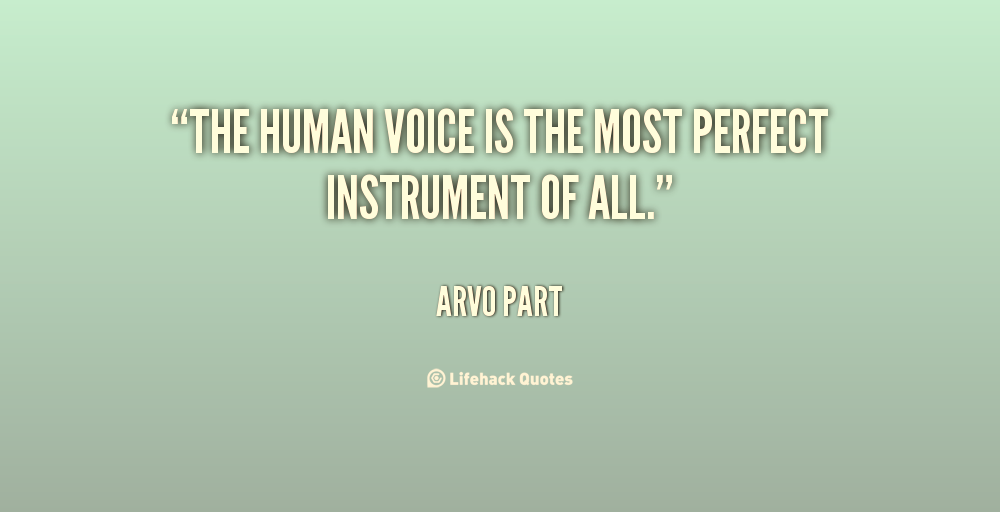 “THE HUMAN VOICE IS THE MOST PERFECT
INSTRUMENT OF ALL.”
ARVO PART
Lifehack Quotes